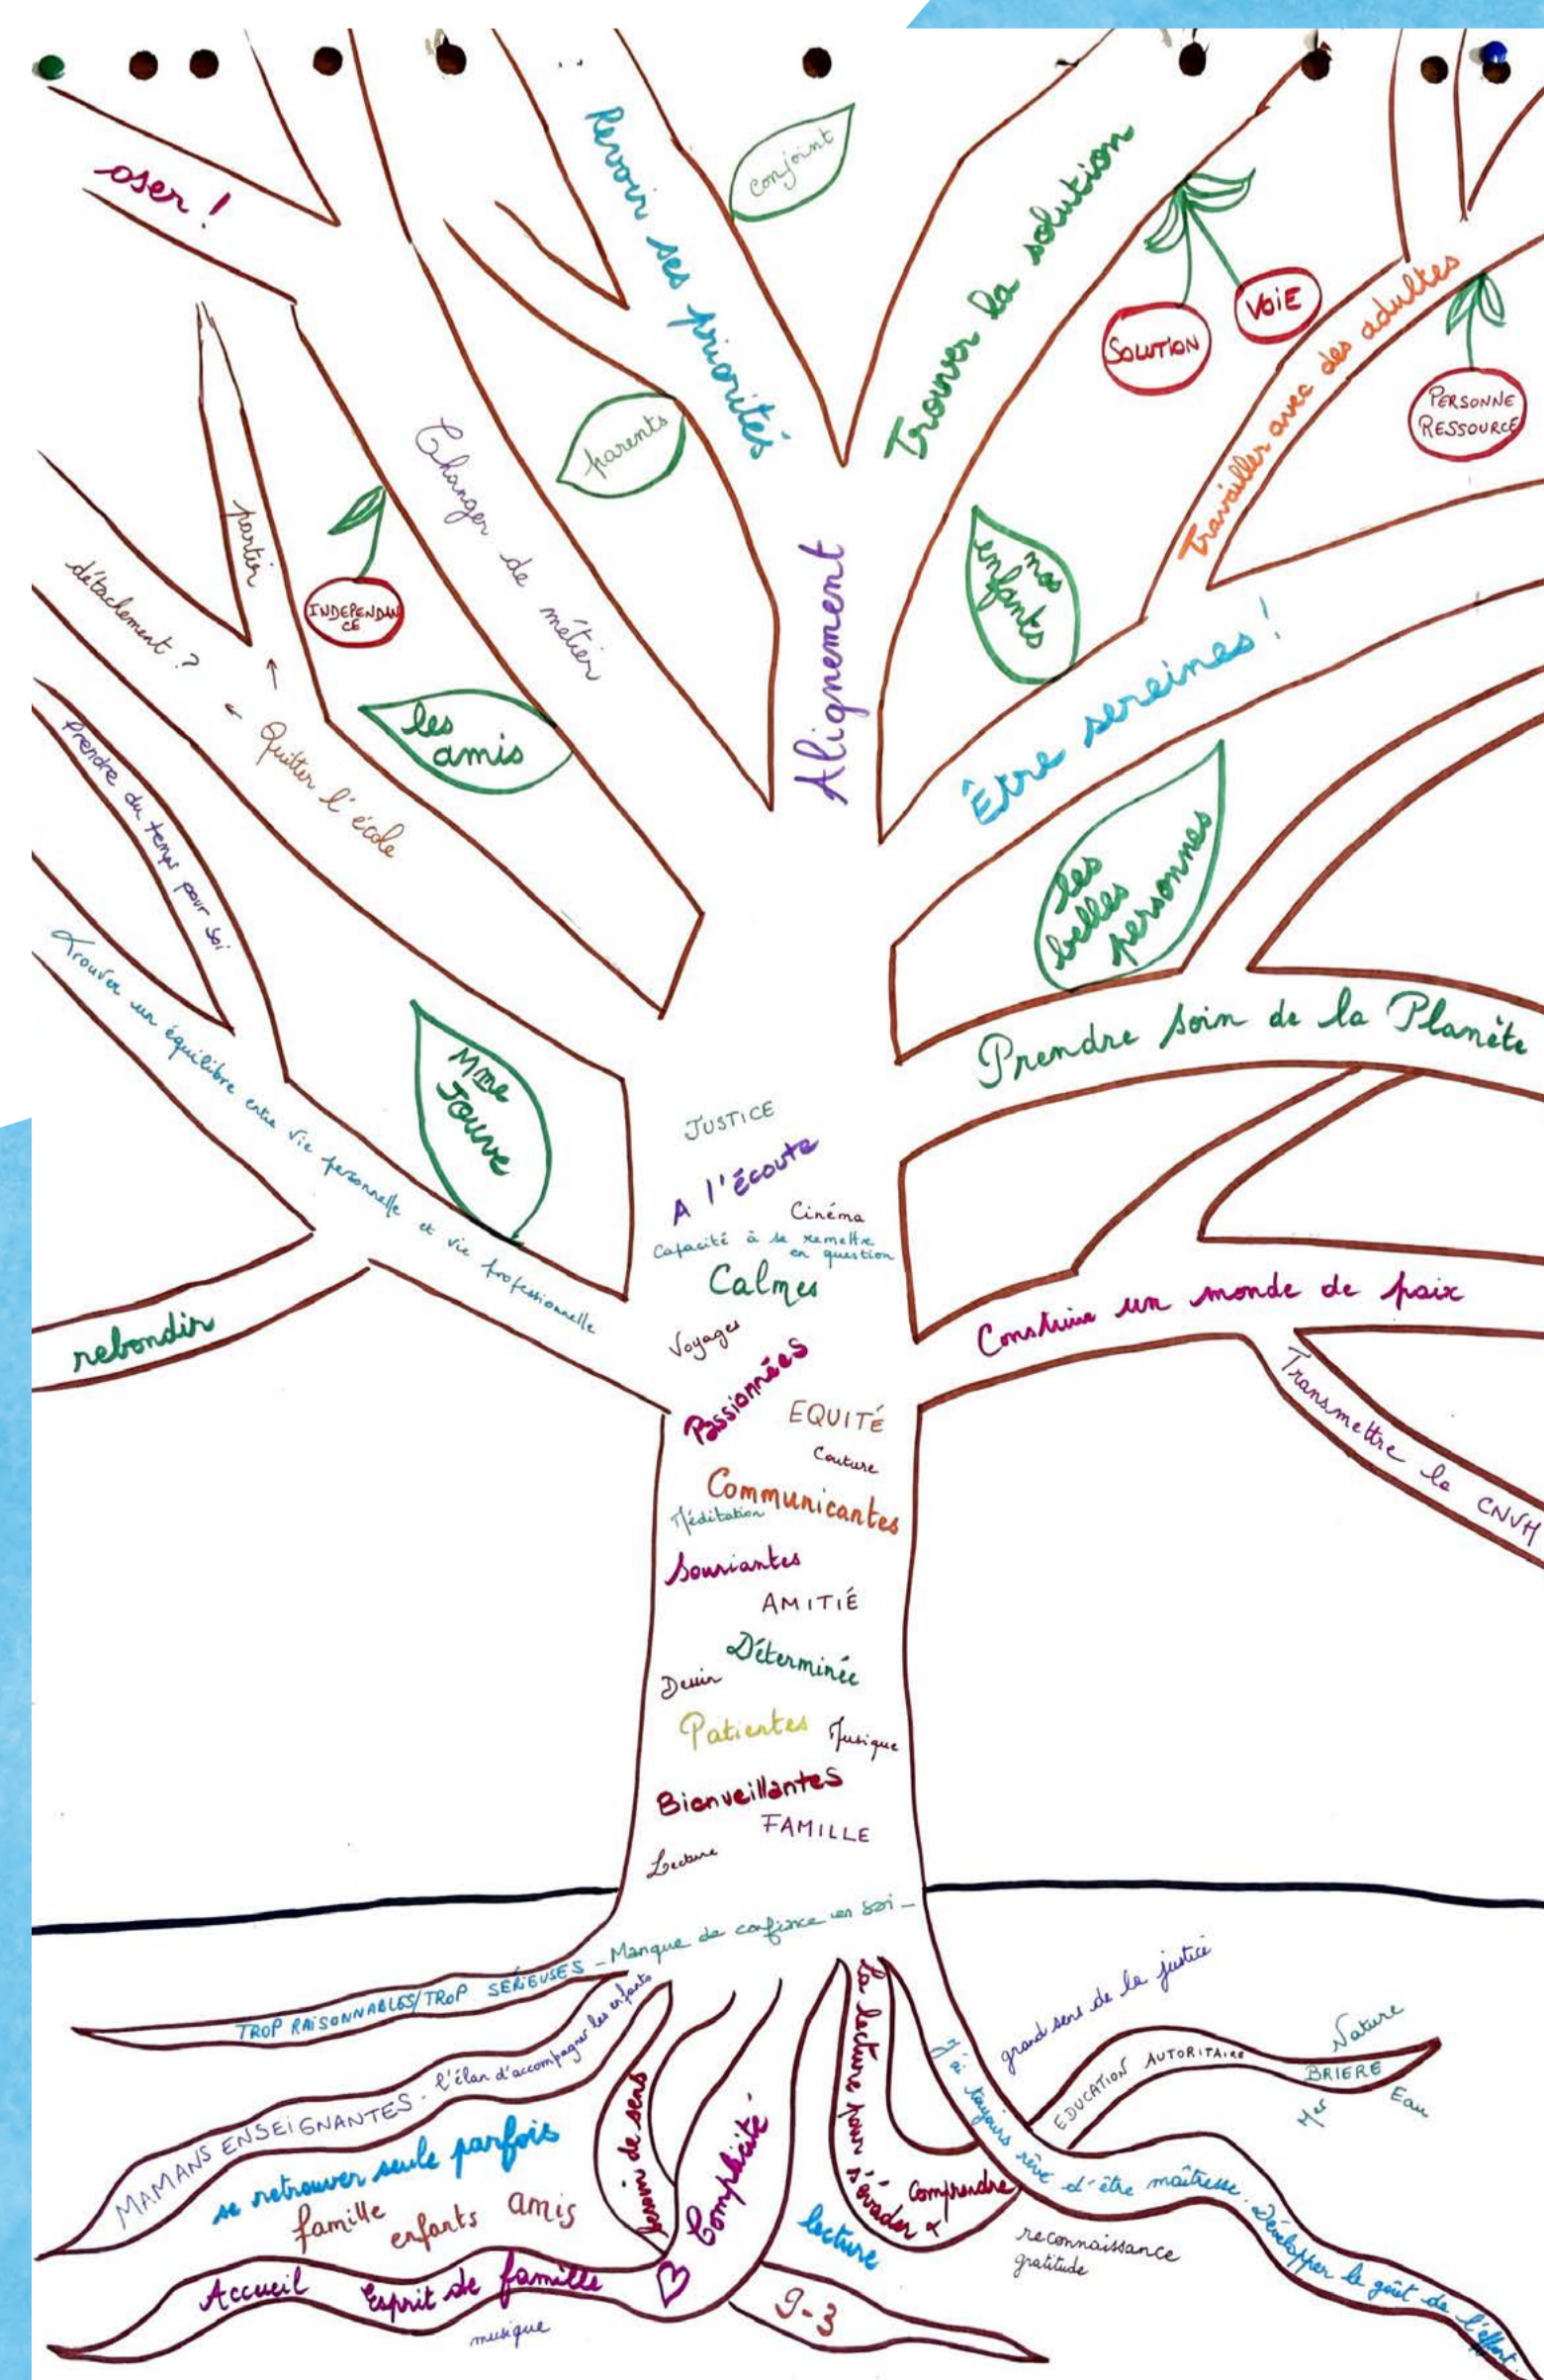 oser !
Revoir ses priorités
conjoint
Trouver la solution
SOLUTION
VOIE
Travailler avec des adultes
PERSONNE
RESSOURCE
parents
Changer de métier
partir
INDEPENDAN
CE
détachement ?
← Quitter l'école
↑
les
amis
Alignement
nos
enfants
Être sereines !
les
belles
personnes
Prendre du temps pour soi
Trouver un équilibre entre vie personnelle et vie professionnelle
Mme
Jouve
Prendre soin de la Planète
rebondir
Construire un monde de paix
Transmettre la CNVH
JUSTICE
A l'écoute
Cinéma
Capacité à se remettre
en question
Calmes
Voyages
Passionnées
EQUITÉ
Couture
Communicantes
Méditation
Souriantes
AMITIÉ
Déterminée
Dessin
Patientes
Musique
Bienveillantes
FAMILLE
Lecture
TROP RAISONNABLES/TROP SÉRIEUSES - Manque de confiance en soi -
MAMANS ENSEIGNANTES - l'élan d'accompagner les enfants
se retrouver seule parfois
famille
enfants
amis
besoin de sens
Complicité
Accueil
Esprit de famille
♡
musique
9-3
lecture
la lecture pour s'évader &
Comprendre
J'ai toujours rêvé d'être maîtresse. Développer le goût de l'effort.
grand sens de la justice
EDUCATION AUTORITAIRE
Nature
BRIERE
Mer
Eau
reconnaissance
gratitude